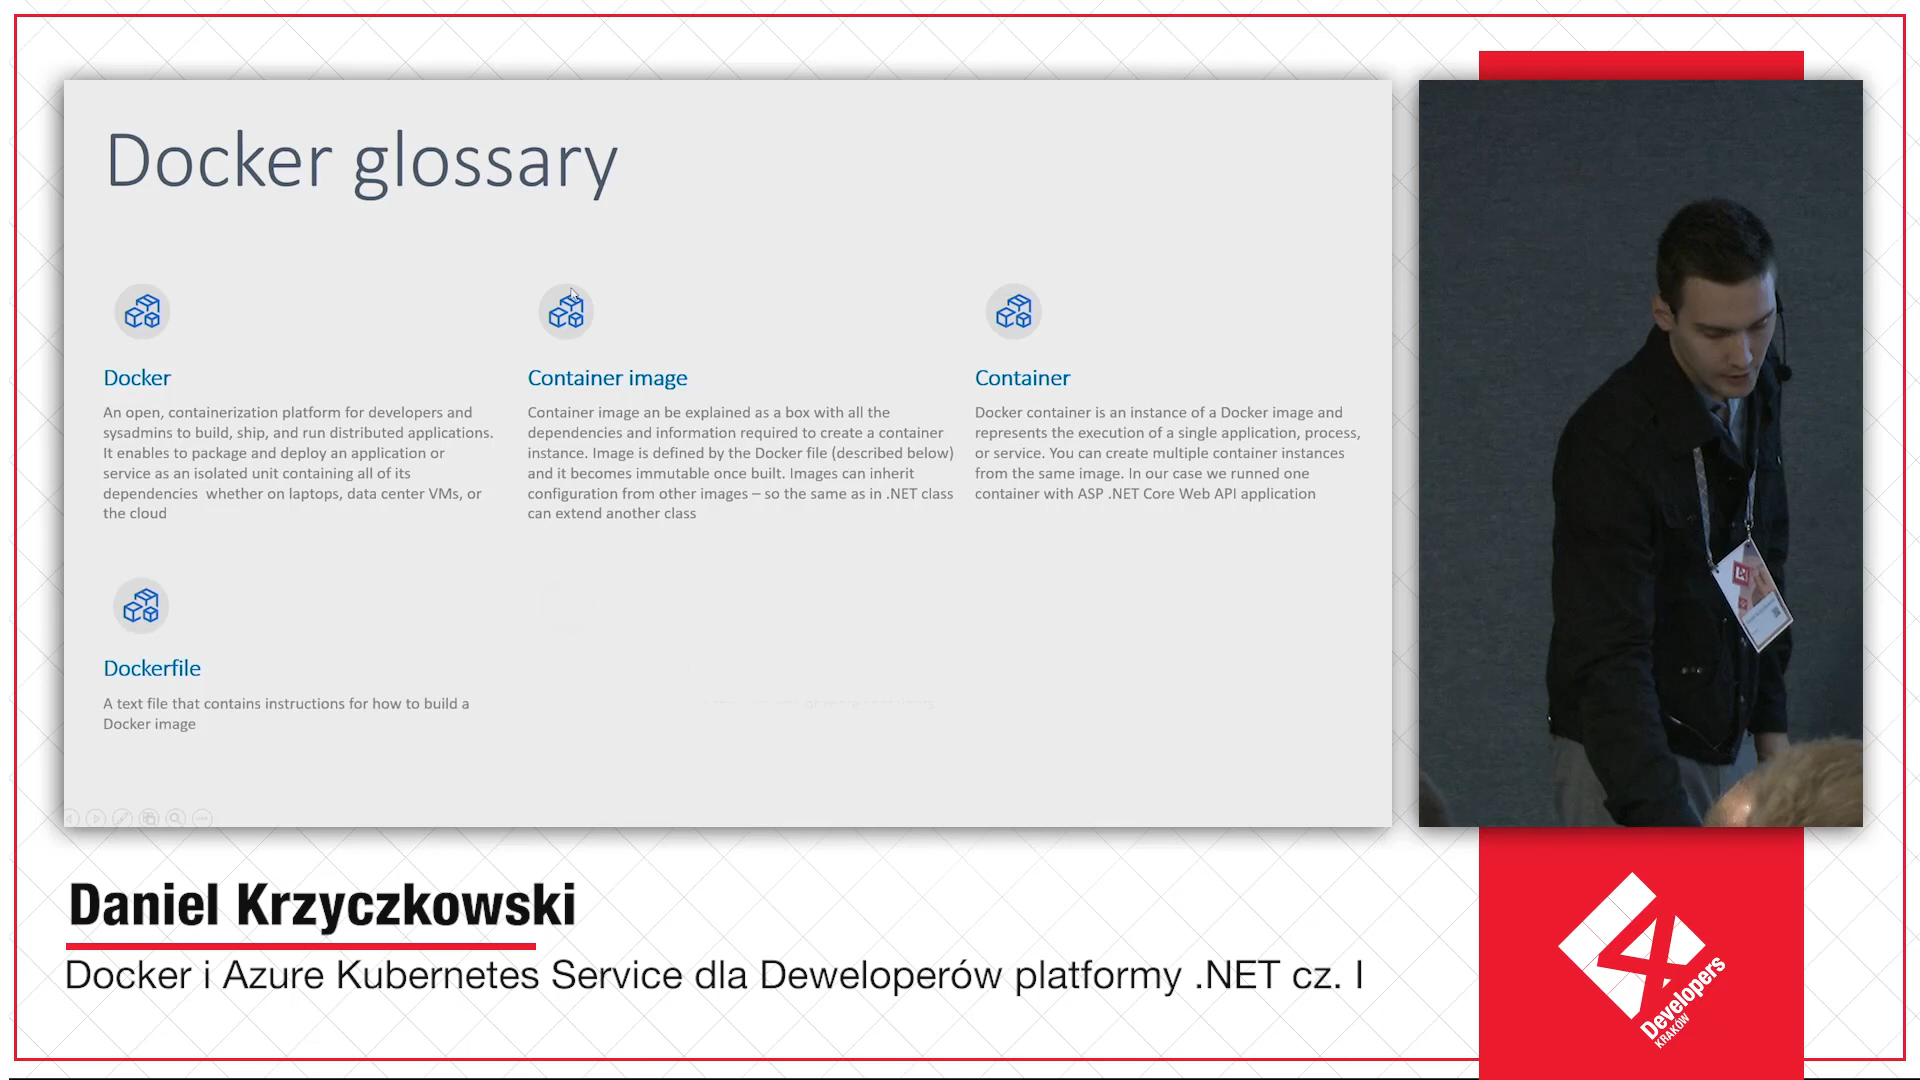 Docker glossary
Docker
An open, containerization platform for developers and
sysadmins to build, ship, and run distributed applications.
It enables to package and deploy an application or
service as an isolated unit containing all of its
dependencies whether on laptops, data center VMs, or
the cloud
Container image
Container image an be explained as a box with all the
dependencies and information required to create a container
instance. Image is defined by the Docker file (described below)
and it becomes immutable once built. Images can inherit
configuration from other images – so the same as in .NET class
can extend another class
Container
Docker container is an instance of a Docker image and
represents the execution of a single application, process,
or service. You can create multiple container instances
from the same image. In our case we runned one
container with ASP .NET Core Web API application
Dockerfile
A text file that contains instructions for how to build a
Docker image
Daniel Krzyczkowski
Docker i Azure Kubernetes Service dla Deweloperów platformy .NET cz. I
4
Developers
KRAKÓW